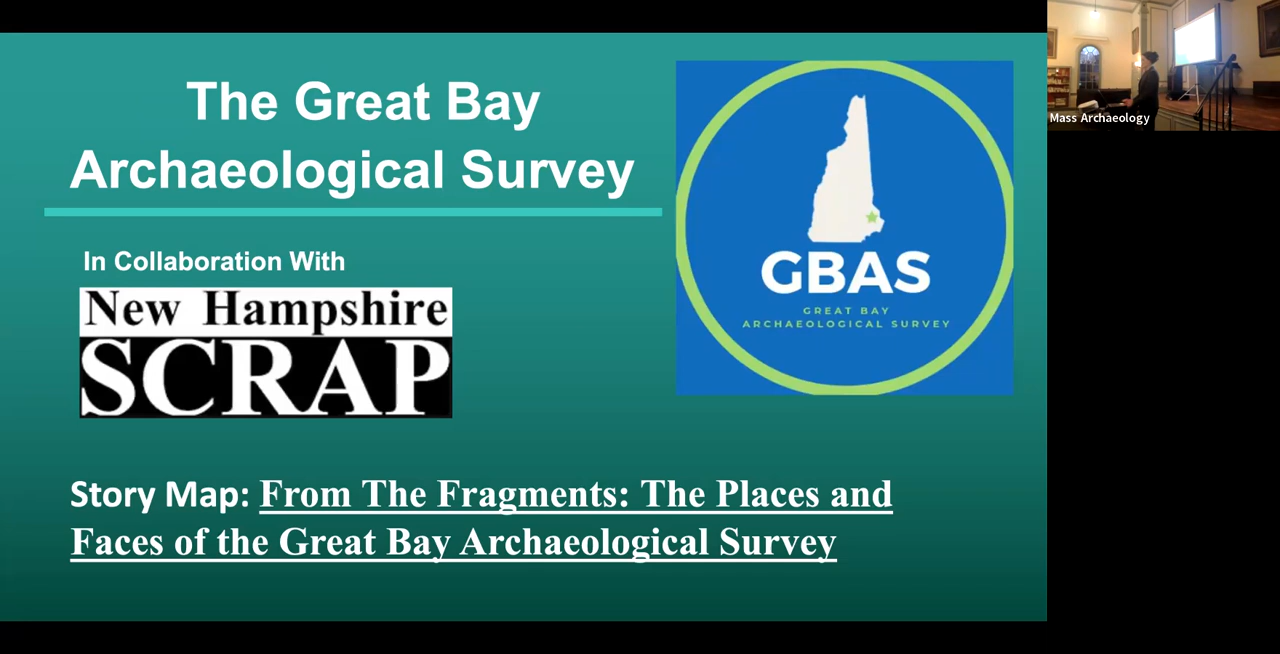 The Great Bay
Archaeological Survey
In Collaboration With
New Hampshire
SCRAP
GBAS
GREAT BAY
ARCHAEOLOGICAL SURVEY
Story Map: From The Fragments: The Places and
Faces of the Great Bay Archaeological Survey
Mass Archaeology